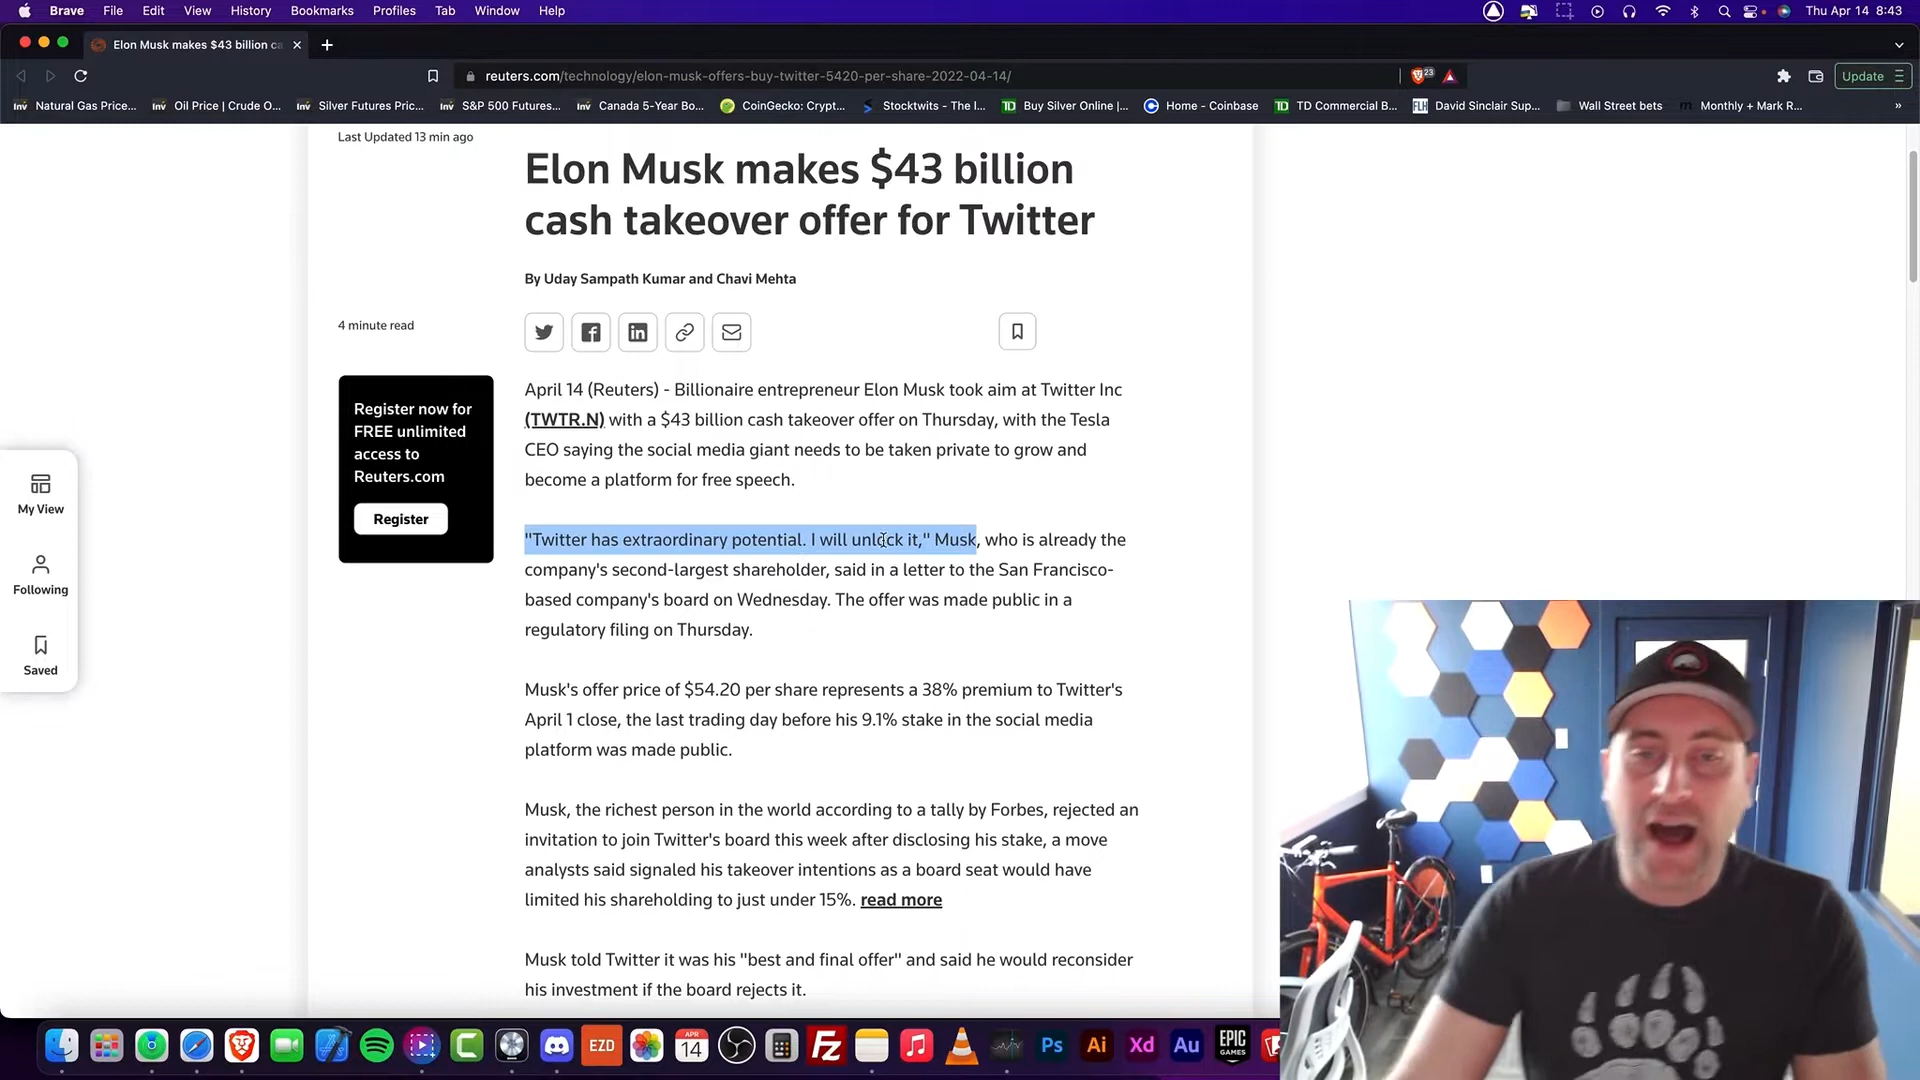 Brave File Edit View History Bookmarks Profiles Tab Window Help Thu Apr 14 8:43
Elon Musk makes $43 billion ca
reuters.com/technology/elon-musk-offers-buy-twitter-5420-per-share-2022-04-14/ 23 Update
Inv Natural Gas Price... Inv Oil Price | Crude O... Inv Silver Futures Pric... Inv S&P 500 Futures... Inv Canada 5-Year Bo... CoinGecko: Crypt... Stocktwits - The l... TD Buy Silver Online |... Home - Coinbase TD TD Commercial B... FLH David Sinclair Sup... Wall Street bets m Monthly + Mark R... »
Last Updated 13 min ago
Elon Musk makes $43 billion
cash takeover offer for Twitter
By Uday Sampath Kumar and Chavi Mehta
4 minute read
Register now for
FREE unlimited
access to
Reuters.com
Register
My View
Following
Saved
April 14 (Reuters) - Billionaire entrepreneur Elon Musk took aim at Twitter Inc
(TWTR.N) with a $43 billion cash takeover offer on Thursday, with the Tesla
CEO saying the social media giant needs to be taken private to grow and
become a platform for free speech.
"Twitter has extraordinary potential. I will unlock it," Musk, who is already the
company's second-largest shareholder, said in a letter to the San Francisco-
based company's board on Wednesday. The offer was made public in a
regulatory filing on Thursday.
Musk's offer price of $54.20 per share represents a 38% premium to Twitter's
April 1 close, the last trading day before his 9.1% stake in the social media
platform was made public.
Musk, the richest person in the world according to a tally by Forbes, rejected an
invitation to join Twitter's board this week after disclosing his stake, a move
analysts said signaled his takeover intentions as a board seat would have
limited his shareholding to just under 15%. read more
Musk told Twitter it was his "best and final offer" and said he would reconsider
his investment if the board rejects it.
EZD APR 14 Fz Ps Ai Xd Au EPIC GAMES